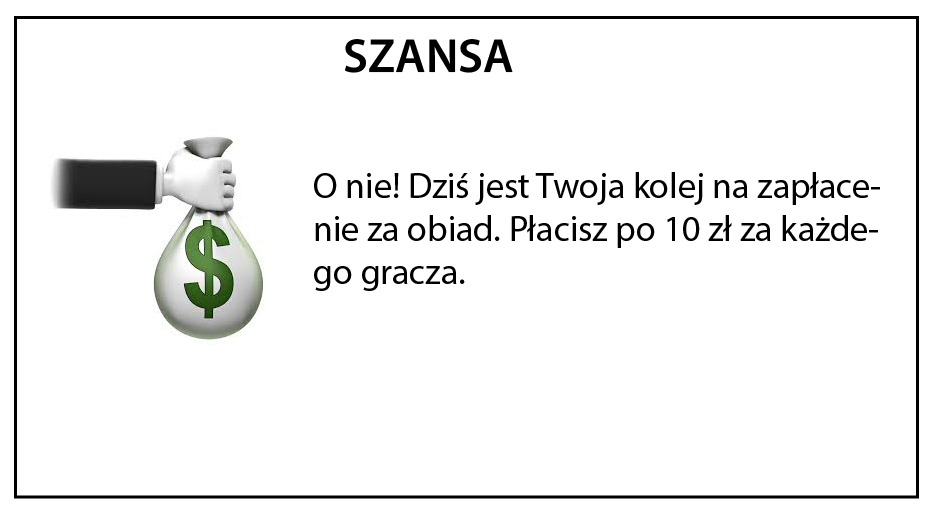 SZANSA
O nie! Dziś jest Twoja kolej na zapłace-
nie za obiad. Płacisz po 10 zł za każde-
go gracza.
$